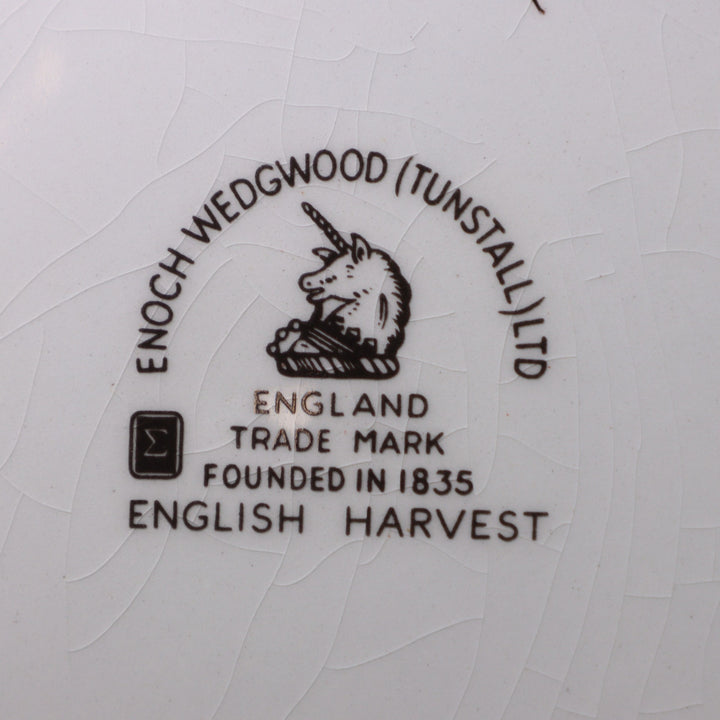 ENOCH WEDGWOOD (TUNSTALL) LTD
ENGLAND
TRADE MARK
Σ
FOUNDED IN 1835
ENGLISH HARVEST